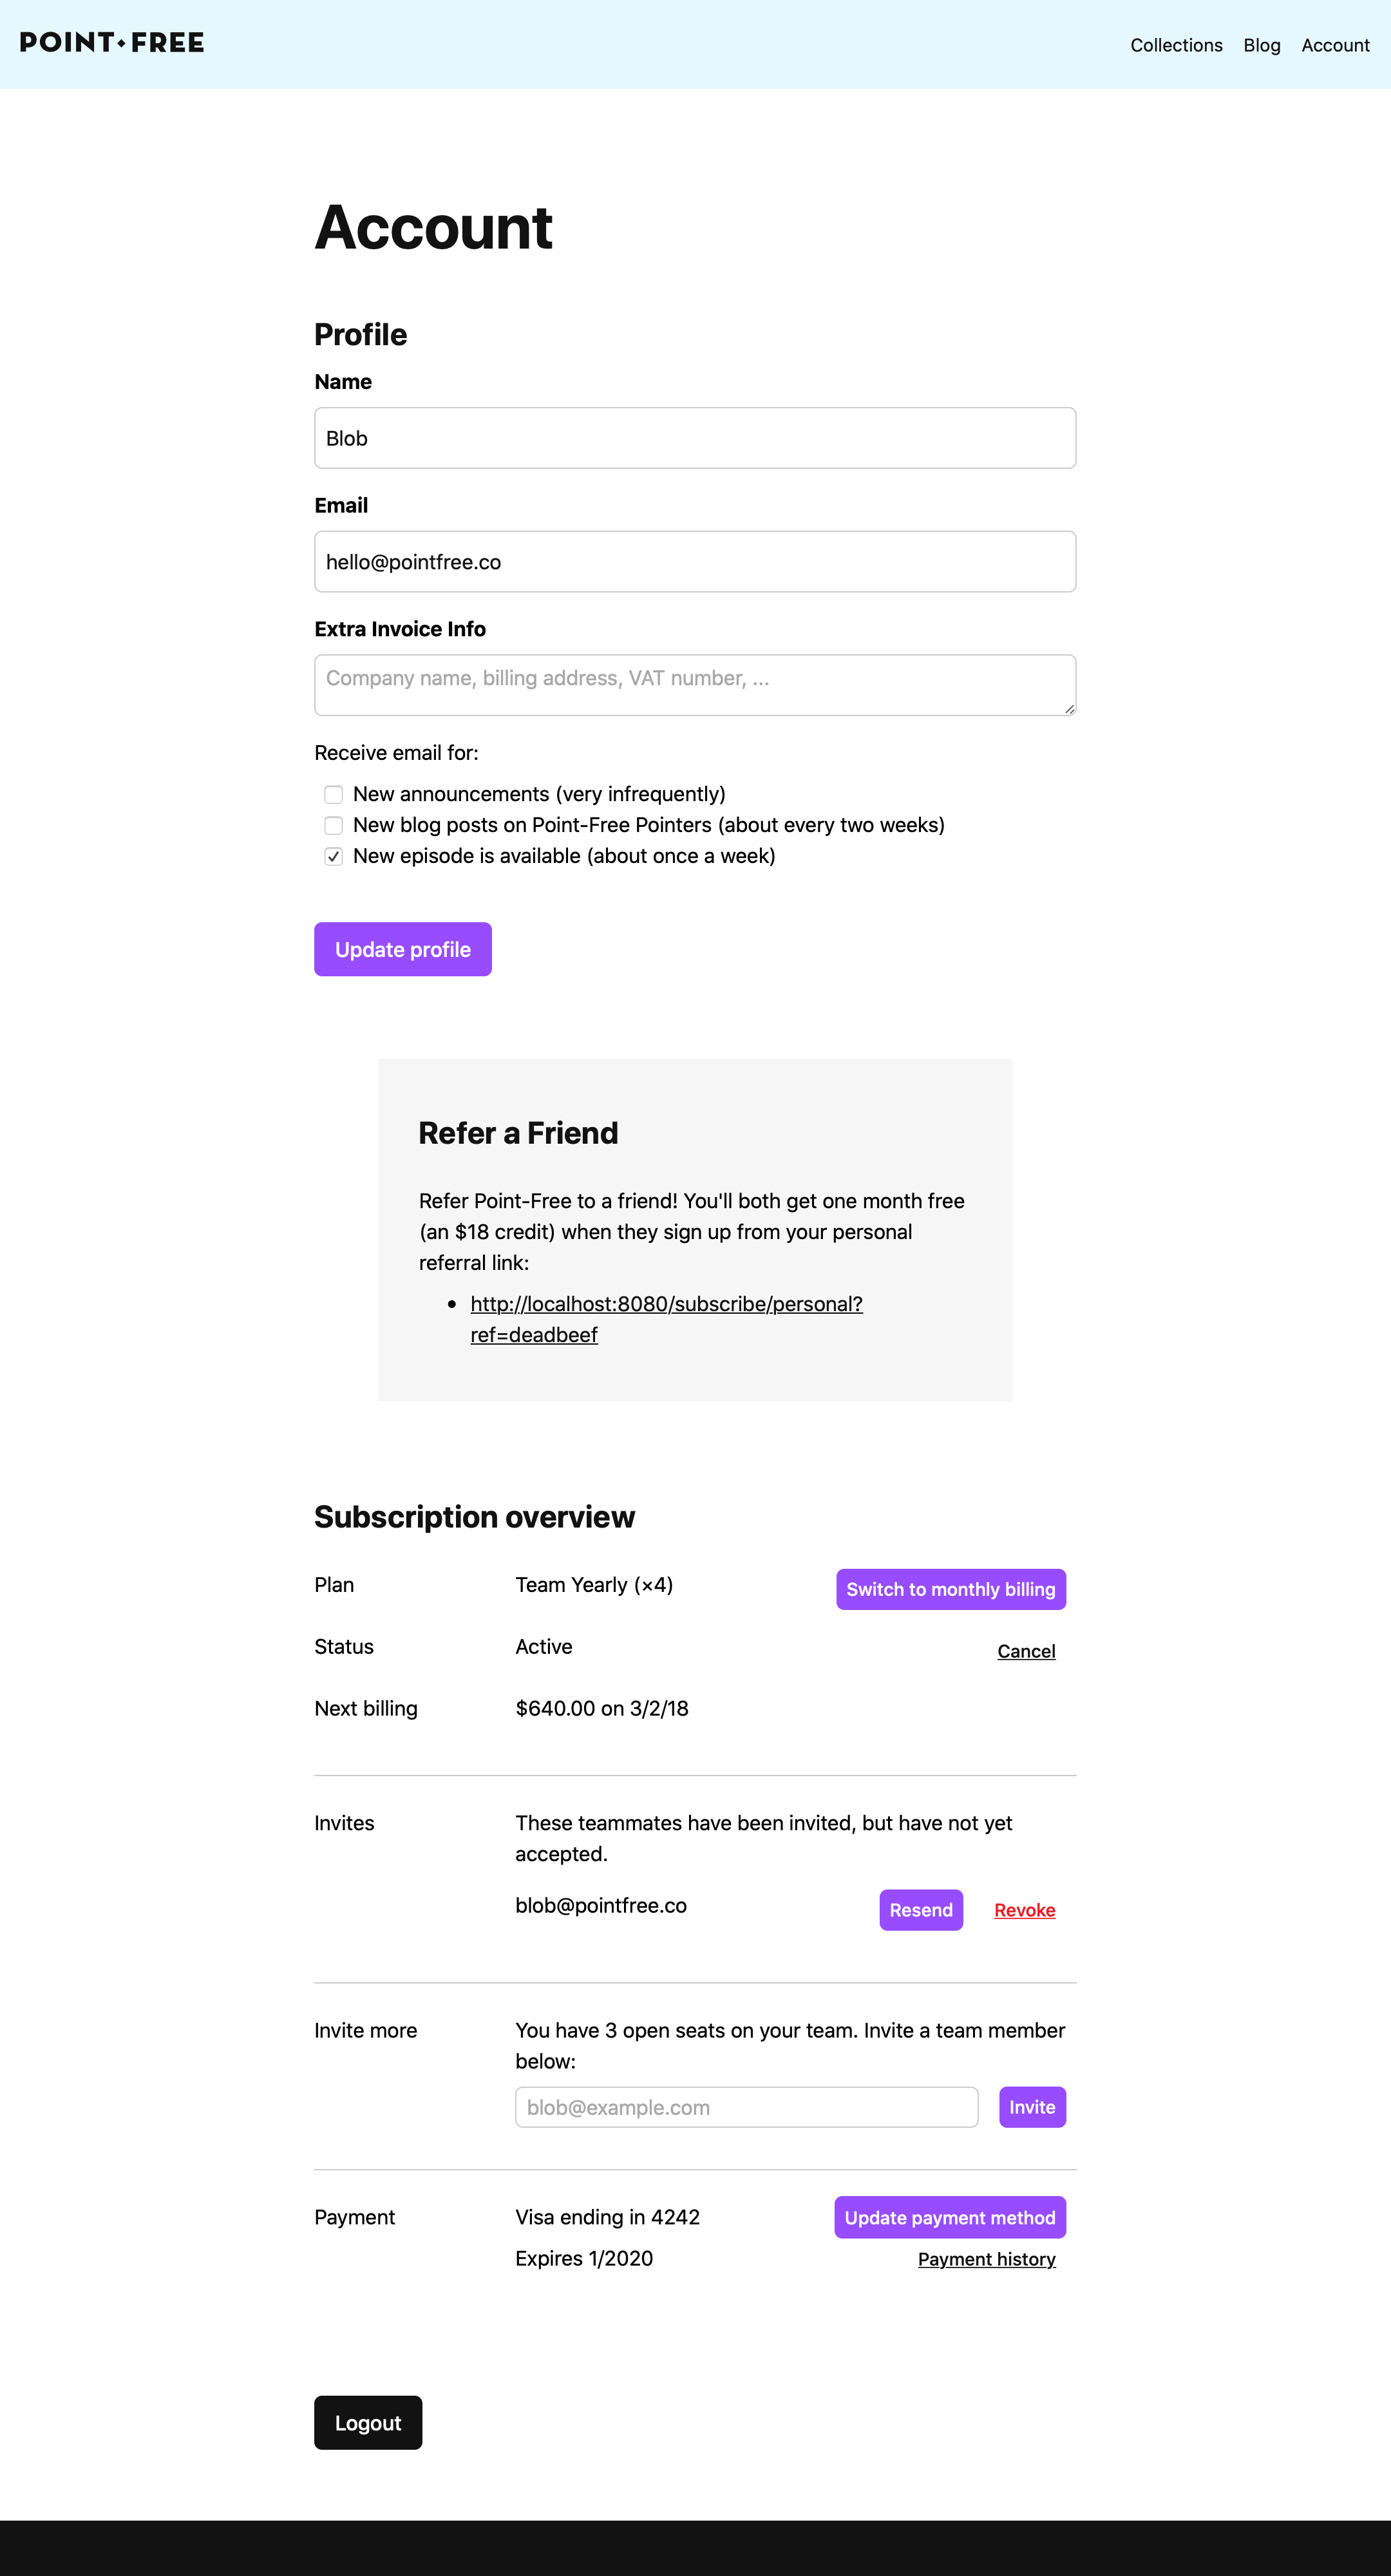 POINT•FREE
Collections Blog Account
Account
Profile
Name
Blob
Email
hello@pointfree.co
Extra Invoice Info
Company name, billing address, VAT number, ...
Receive email for:
New announcements (very infrequently)
New blog posts on Point-Free Pointers (about every two weeks)
New episode is available (about once a week)
Update profile
Refer a Friend
Refer Point-Free to a friend! You'll both get one month free
(an $18 credit) when they sign up from your personal
referral link:
• http://localhost:8080/subscribe/personal?
ref=deadbeef
Subscription overview
Plan Team Yearly (×4) Switch to monthly billing
Status Active Cancel
Next billing $640.00 on 3/2/18
Invites These teammates have been invited, but have not yet
accepted.
blob@pointfree.co Resend Revoke
Invite more You have 3 open seats on your team. Invite a team member
below:
blob@example.com Invite
Payment Visa ending in 4242 Update payment method
Expires 1/2020 Payment history
Logout